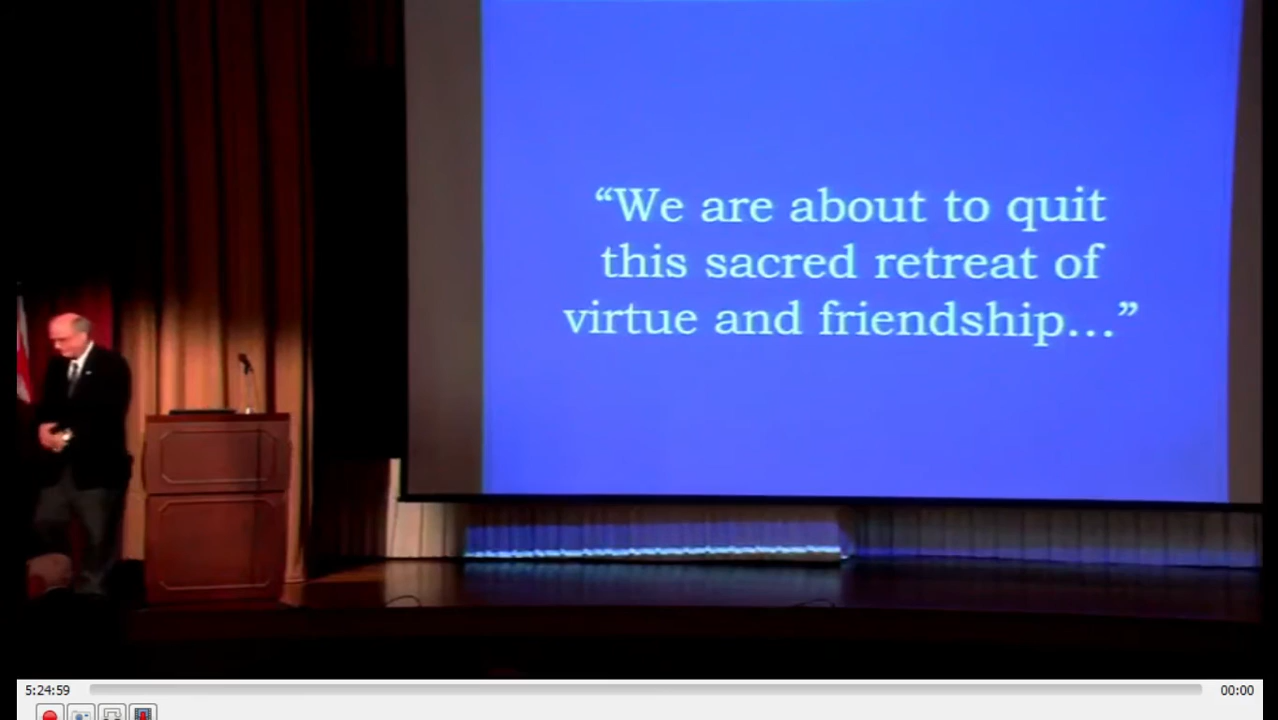 “We are about to quit
this sacred retreat of
virtue and friendship...”
5:24:59
00:00